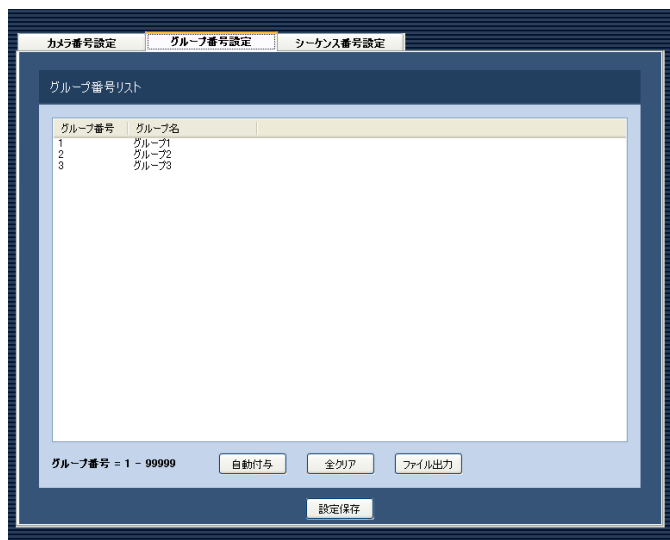 カメラ番号設定 グループ番号設定 シーケンス番号設定
グループ番号リスト
グループ番号 グループ名
1 グループ1
2 グループ2
3 グループ3
グループ番号 = 1 - 99999 自動付与 全クリア ファイル出力
設定保存